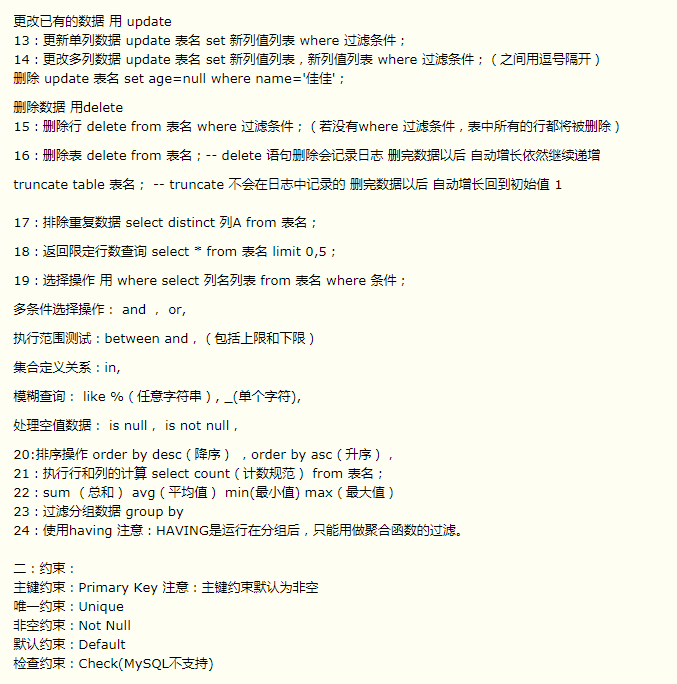 更改已有的数据 用 update
13：更新单列数据 update 表名 set 新列值列表 where 过滤条件；
14：更改多列数据 update 表名 set 新列值列表，新列值列表 where 过滤条件；（之间用逗号隔开）
删除 update 表名 set age=null where name='佳佳'；
删除数据 用delete
15：删除行 delete from 表名 where 过滤条件；（若没有where 过滤条件，表中所有的行都将被删除）
16：删除表 delete from 表名；-- delete 语句删除会记录日志 删完数据以后 自动增长依然继续递增
truncate table 表名； -- truncate 不会在日志中记录的 删完数据以后 自动增长回到初始值 1
17：排除重复数据 select distinct 列A from 表名；
18：返回限定行数查询 select * from 表名 limit 0,5；
19：选择操作 用 where select 列名列表 from 表名 where 条件；
多条件选择操作： and ， or,
执行范围测试：between and，（包括上限和下限）
集合定义关系：in,
模糊查询： like %（任意字符串）, _(单个字符),
处理空值数据： is null， is not null，
20:排序操作 order by desc（降序） ，order by asc（升序），
21：执行行和列的计算 select count（计数规范） from 表名；
22：sum （总和） avg（平均值） min(最小值) max（最大值）
23：过滤分组数据 group by
24：使用having 注意：HAVING是运行在分组后，只能用做聚合函数的过滤。
二：约束：
主键约束：Primary Key 注意：主键约束默认为非空
唯一约束：Unique
非空约束：Not Null
默认约束：Default
检查约束：Check(MySQL不支持)